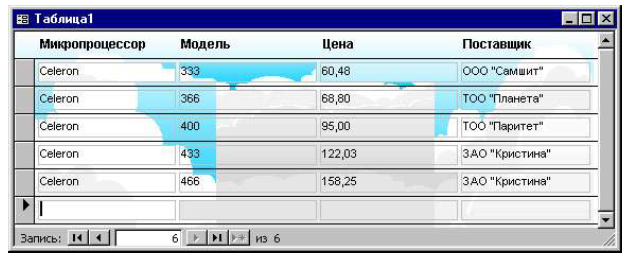 Таблица1
Микропроцессор Модель Цена Поставщик
Celeron 333 60,48 ООО "Самшит"
Celeron 366 68,80 ТОО "Планета"
Celeron 400 95,00 ТОО "Паритет"
Celeron 433 122,03 ЗАО "Кристина"
Celeron 466 158,25 ЗАО "Кристина"
Запись: 6 из 6